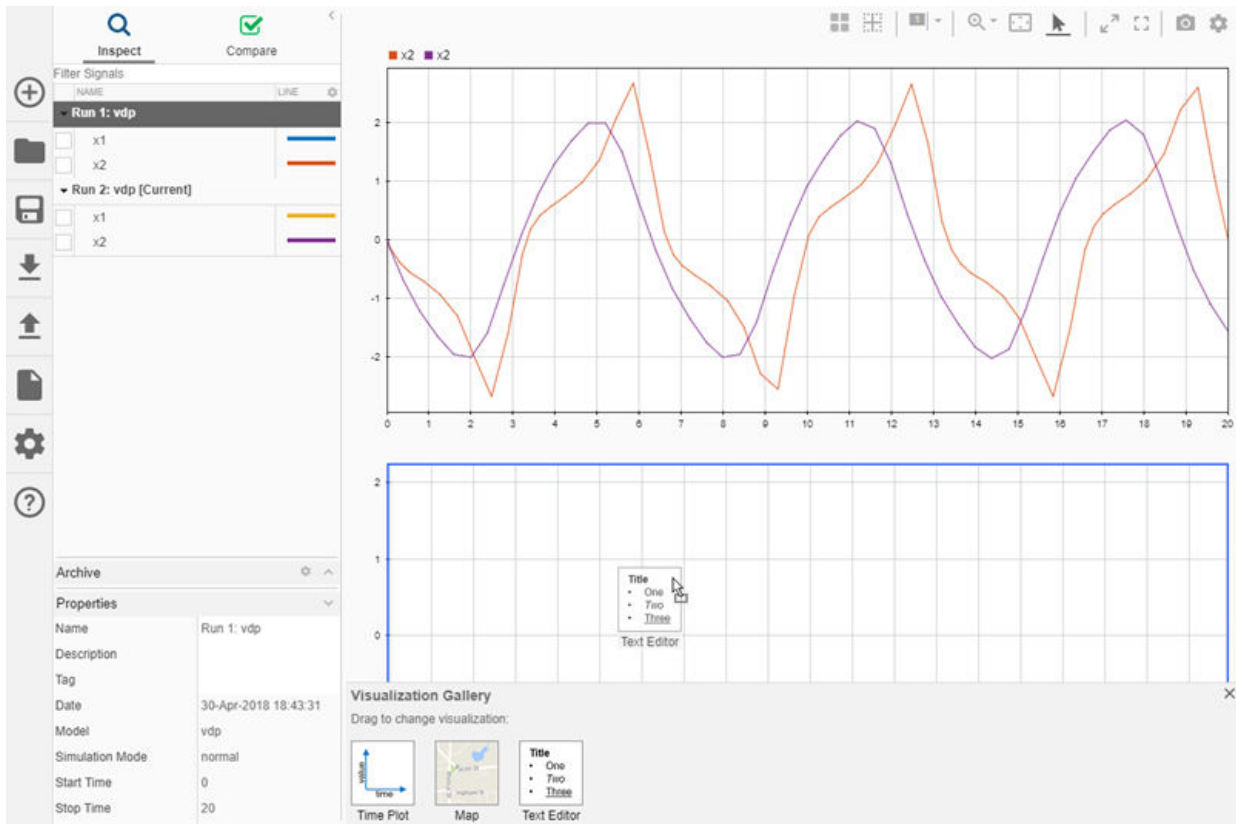 Inspect
Compare
Filter Signals
NAME LINE
Run 1: vdp
x1
x2
Run 2: vdp [Current]
x1
x2
Archive
Properties
Name Run 1: vdp
Description
Tag
Date 30-Apr-2018 18:43:31
Model vdp
Simulation Mode normal
Start Time 0
Stop Time 20
1
x2 x2
2
1
0
-1
-2
0 1 2 3 4 5 6 7 8 9 10 11 12 13 14 15 16 17 18 19 20
2
1
0
Title
• One
• Two
• Three
Text Editor
Visualization Gallery
Drag to change visualization:
value
time
Time Plot
Map
Title
• One
• Two
• Three
Text Editor